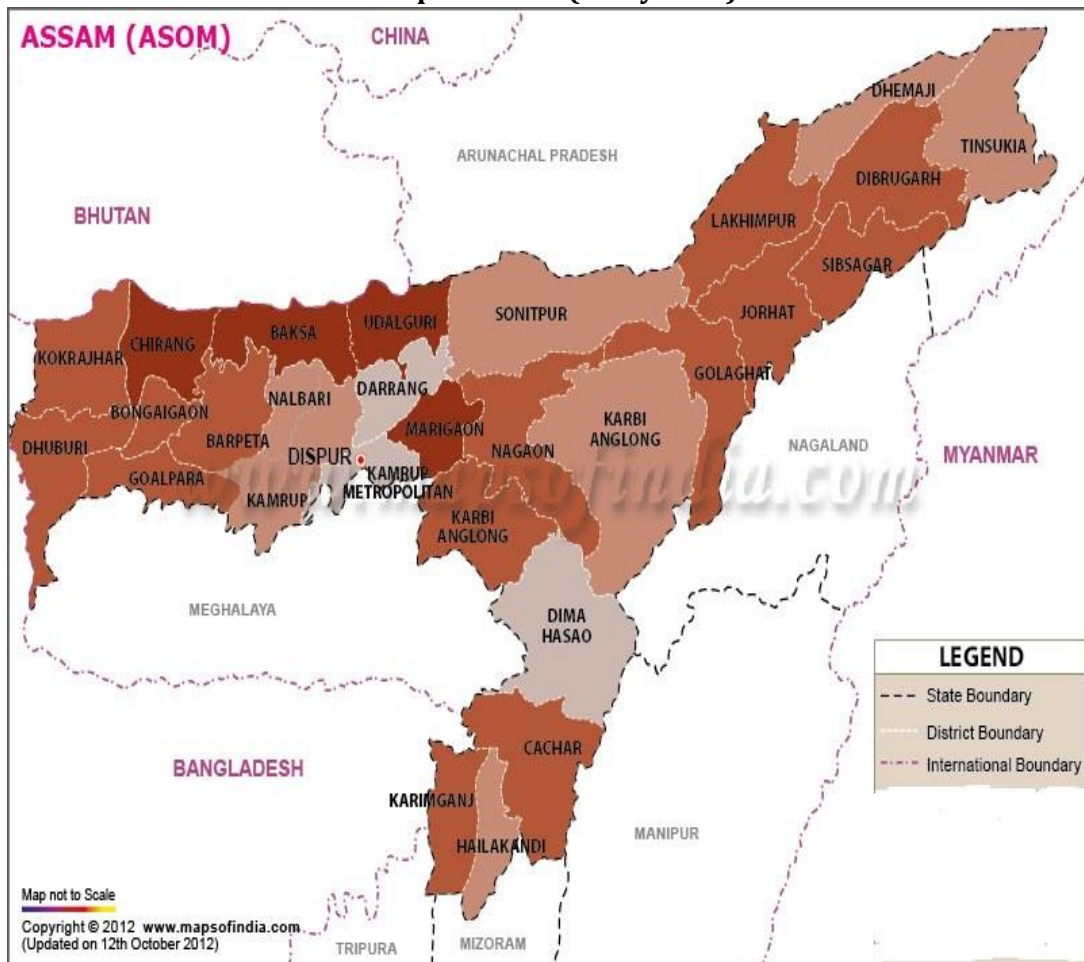 ASSAM (ASOM)
CHINA
DHEMAJI
TINSUKIA
ARUNACHAL PRADESH
DIBRUGARH
BHUTAN
LAKHIMPUR
SIBSAGAR
SONITPUR
JORHAT
UDALGURI
BAKSA
CHIRANG
KOKRAJHAR
GOLAGHAT
DARRANG
NALBARI
BONGAIGAON
KARBI
ANGLONG
MARIGAON
DHUBURI
BARPETA
NAGAON
NAGALAND
MYANMAR
DISPUR
GOALPARA
KAMRUP
METROPOLITAN
KAMRUP
www.mapsofindia.com
KARBI
ANGLONG
MEGHALAYA
DIMA
HASAO
LEGEND
State Boundary
District Boundary
International Boundary
CACHAR
BANGLADESH
KARIMGANJ
MANIPUR
HAILAKANDI
Map not to Scale
Copyright © 2012 www.mapsofindia.com
(Updated on 12th October 2012)
TRIPURA
MIZORAM